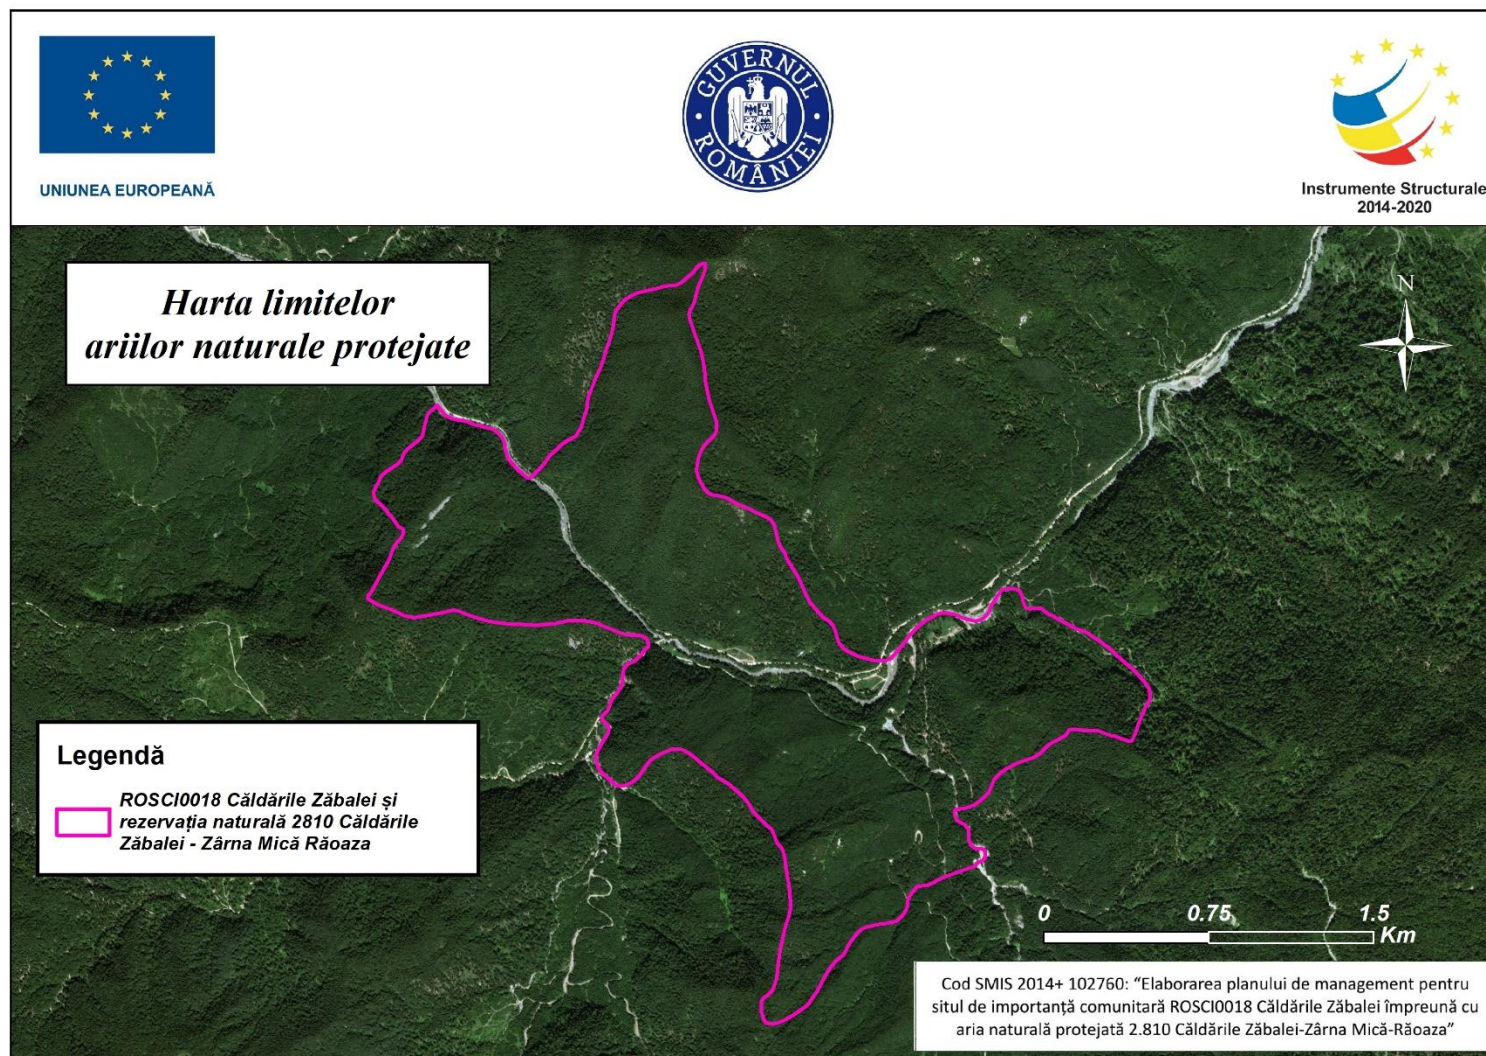 UNIUNEA EUROPEANĂ
GUVERNUL
ROMÂNIEI
Instrumente Structurale
2014-2020
Harta limitelor
ariilor naturale protejate
N
Legendă
ROSCI0018 Căldările Zăbalei și
rezervația naturală 2810 Căldările
Zăbalei - Zârna Mică Răoaza
0 0.75 1.5
Km
Cod SMIS 2014+ 102760: “Elaborarea planului de management pentru
situl de importanță comunitară ROSCI0018 Căldările Zăbalei împreună cu
aria naturală protejată 2.810 Căldările Zăbalei-Zârna Mică-Răoaza”